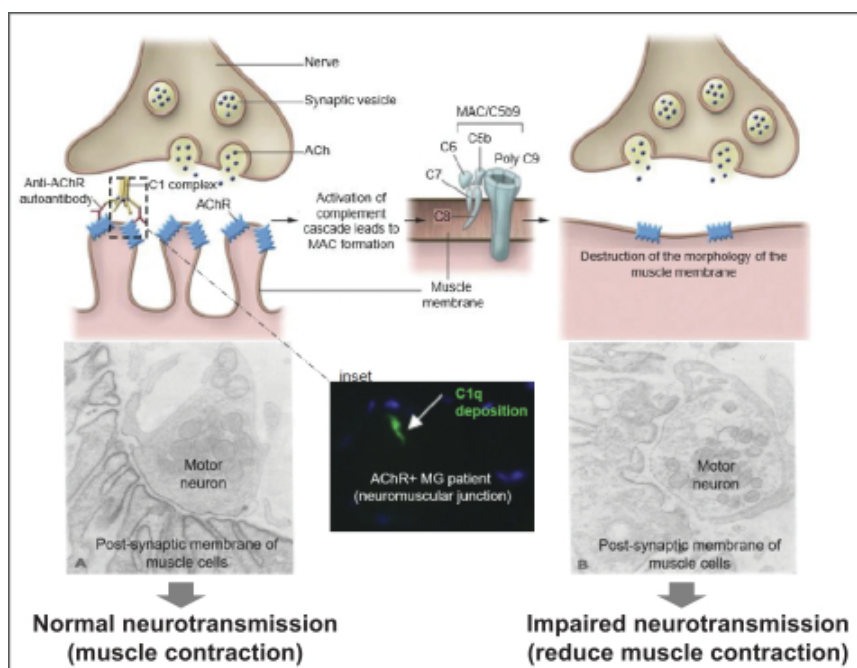 Nerve
Synaptic vesicle
ACh
Anti-AChR
autoantibody
C1 complex
AChR
Activation of
complement
cascade leads to
MAC formation
MAC/C5b9
C6
C5b
Poly C9
C7
C8
Muscle
membrane
Destruction of the morphology of the
muscle membrane
inset
C1q
deposition
AChR+ MG patient
(neuromuscular junction)
Motor
neuron
Post-synaptic membrane of
muscle cells
A
Motor
neuron
Post-synaptic membrane of
muscle cells
B
Normal neurotransmission
(muscle contraction)
Impaired neurotransmission
(reduce muscle contraction)